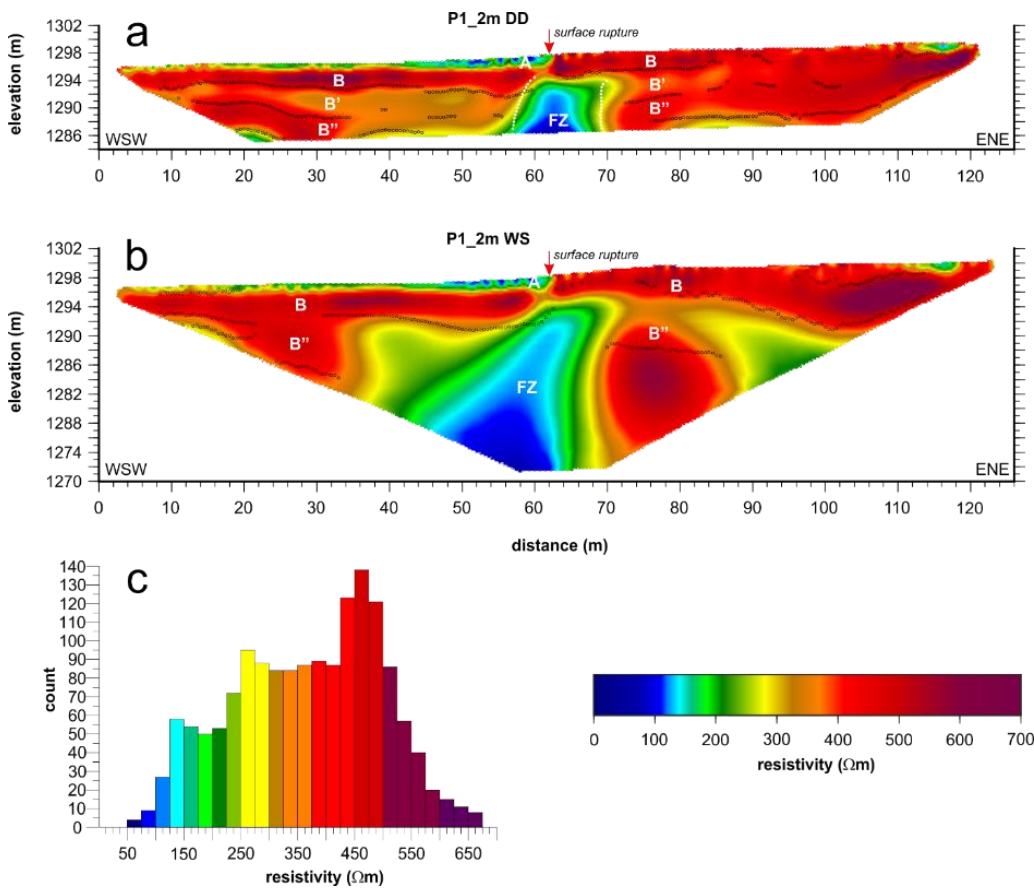 a
P1_2m DD
surface rupture
elevation (m)
1302
1298
1294
1290
1286
A
B
B
B'
B'
B"
B"
FZ
WSW
ENE
0 10 20 30 40 50 60 70 80 90 100 110 120
b
P1_2m WS
surface rupture
elevation (m)
1302
1298
1294
1290
1286
1282
1278
1274
1270
A
B
B
B"
B"
FZ
WSW
ENE
0 10 20 30 40 50 60 70 80 90 100 110 120
distance (m)
c
count
140
130
120
110
100
90
80
70
60
50
40
30
20
10
0
50 150 250 350 450 550 650
resistivity (Ωm)
0 100 200 300 400 500 600 700
resistivity (Ωm)